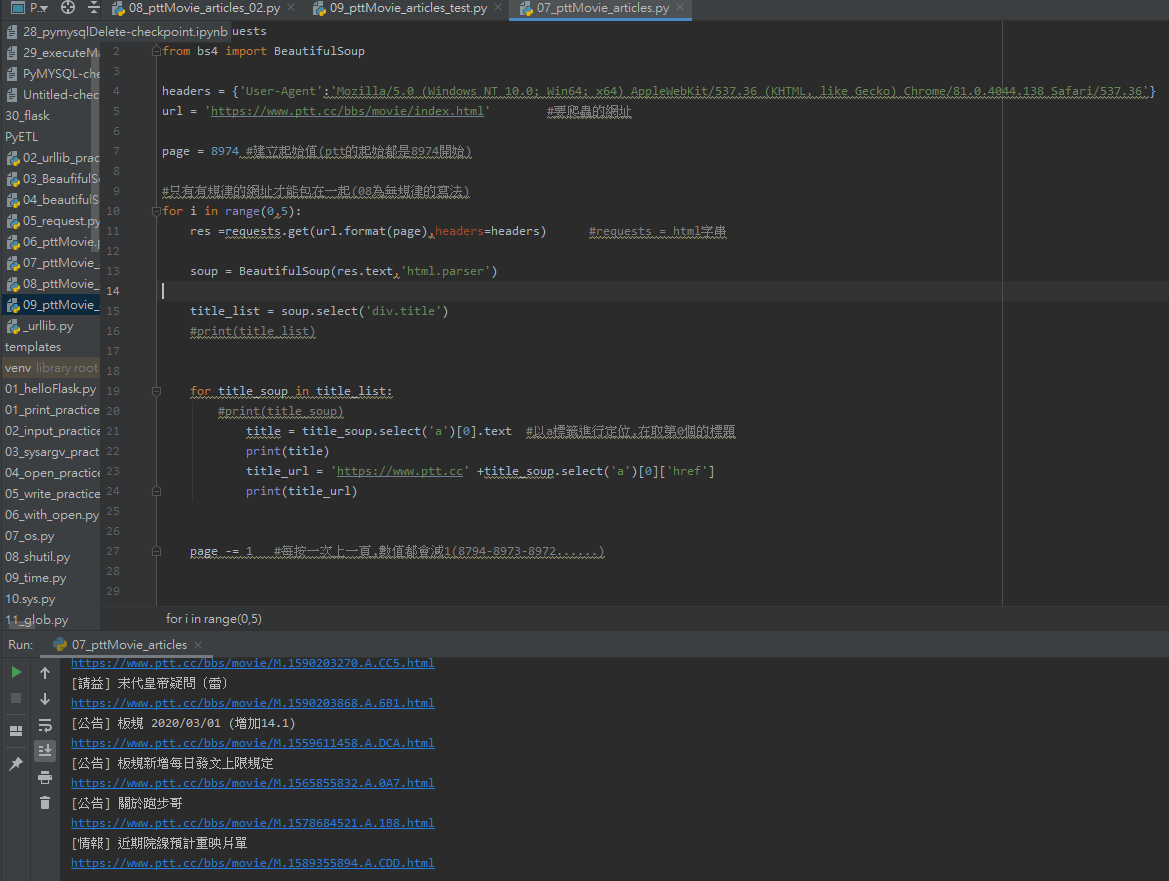 P..
08_pttMovie_articles_02.py
09_pttMovie_articles_test.py
07_pttMovie_articles.py
28_pymysqlDelete-checkpoint.ipynb
uests
29_executeMa
PyMYSQL-che
Untitled-chec
30_flask
PyETL
02_urllib_prac
03_BeaufifulSo
04_beautifulS
05_request.py
06_pttMovie.p
07_pttMovie_
08_pttMovie_
09_pttMovie_
_urllib.py
templates
venv library root
01_helloFlask.py
01_print_practice
02_input_practice
03_sysargv_pract
04_open_practice
05_write_practice
06_with_open.py
07_os.py
08_shutil.py
09_time.py
10.sys.py
11_glob.py
2 from bs4 import BeautifulSoup
3
4 headers = {'User-Agent':'Mozilla/5.0 (Windows NT 10.0; Win64; x64) AppleWebKit/537.36 (KHTML, like Gecko) Chrome/81.0.4044.138 Safari/537.36'}
5 url = 'https://www.ptt.cc/bbs/movie/index.html' #要爬蟲的網址
6
7 page = 8974 #建立起始值(ptt的起始都是8974開始)
8
9 #只有有規律的網址才能包在一起(08為無規律的寫法)
10 for i in range(0,5):
11 res =requests.get(url.format(page),headers=headers) #requests = html字串
12
13 soup = BeautifulSoup(res.text,'html.parser')
14
15 title_list = soup.select('div.title')
16 #print(title_list)
17
18
19 for title_soup in title_list:
20 #print(title_soup)
21 title = title_soup.select('a')[0].text #以a標籤進行定位,在取第0個的標題
22 print(title)
23 title_url = 'https://www.ptt.cc' +title_soup.select('a')[0]['href']
24 print(title_url)
25
26
27 page -= 1 #每按一次上一頁,數值都會減1(8794-8973-8972......)
28
29
for i in range(0,5)
Run: 07_pttMovie_articles
https://www.ptt.cc/bbs/movie/M.1590203270.A.CC5.html
[請益] 末代皇帝疑問（雷）
https://www.ptt.cc/bbs/movie/M.1590203868.A.6B1.html
[公告] 板規 2020/03/01 (增加14.1)
https://www.ptt.cc/bbs/movie/M.1559611458.A.DCA.html
[公告] 板規新增每日發文上限規定
https://www.ptt.cc/bbs/movie/M.1565855832.A.0A7.html
[公告] 關於跑步哥
https://www.ptt.cc/bbs/movie/M.1578684521.A.1B8.html
[情報] 近期院線預計重映片單
https://www.ptt.cc/bbs/movie/M.1589355894.A.CDD.html